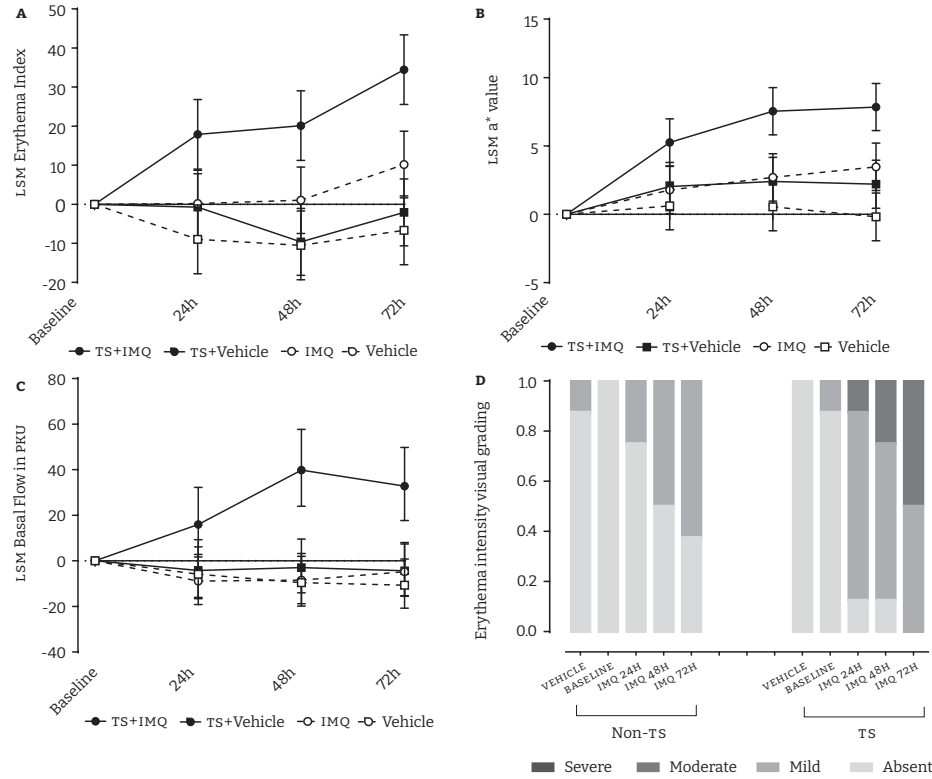 A
LSM Erythema Index
50
40
30
20
10
0
-10
-20
Baseline
24h
48h
72h
TS+IMQ TS+Vehicle IMQ Vehicle
B
LSM a* value
15
10
5
0
-5
Baseline
24h
48h
72h
TS+IMQ TS+Vehicle IMQ Vehicle
C
LSM Basal Flow in PKU
80
60
40
20
0
-20
-40
Baseline
24h
48h
72h
TS+IMQ TS+Vehicle IMQ Vehicle
D
Erythema intensity visual grading
1.0
0.8
0.6
0.4
0.2
0.0
VEHICLE
BASELINE
IMQ 24H
IMQ 48H
IMQ 72H
VEHICLE
BASELINE
IMQ 24H
IMQ 48H
IMQ 72H
Non-TS
TS
Severe Moderate Mild Absent